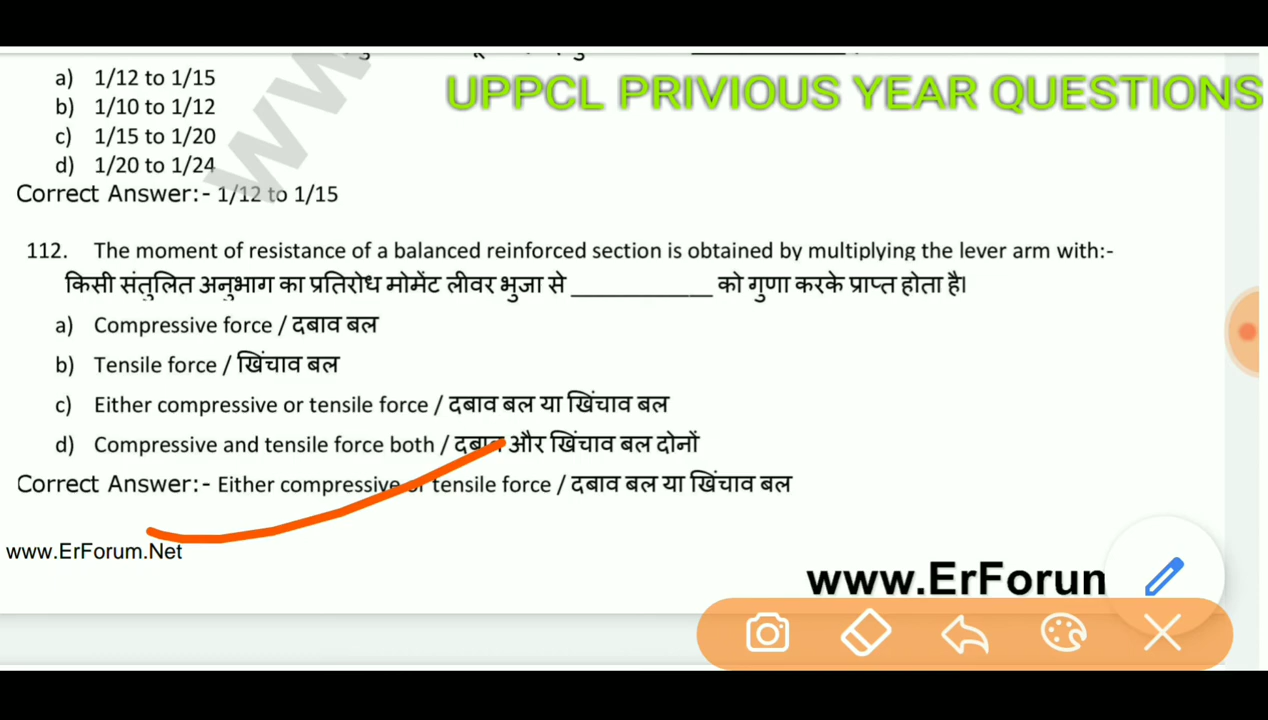 a) 1/12 to 1/15
UPPCL PRIVIOUS YEAR QUESTIONS
b) 1/10 to 1/12
c) 1/15 to 1/20
d) 1/20 to 1/24
Correct Answer:- 1/12 to 1/15
112. The moment of resistance of a balanced reinforced section is obtained by multiplying the lever arm with:-
किसी संतुलित अनुभाग का प्रतिरोध मोमेंट लीवर भुजा से ____________ को गुणा करके प्राप्त होता है।
a) Compressive force / दबाव बल
b) Tensile force / खिंचाव बल
c) Either compressive or tensile force / दबाव बल या खिंचाव बल
d) Compressive and tensile force both / दबाव और खिंचाव बल दोनों
Correct Answer:- Either compressive or tensile force / दबाव बल या खिंचाव बल
www.ErForum.Net
www.ErForun